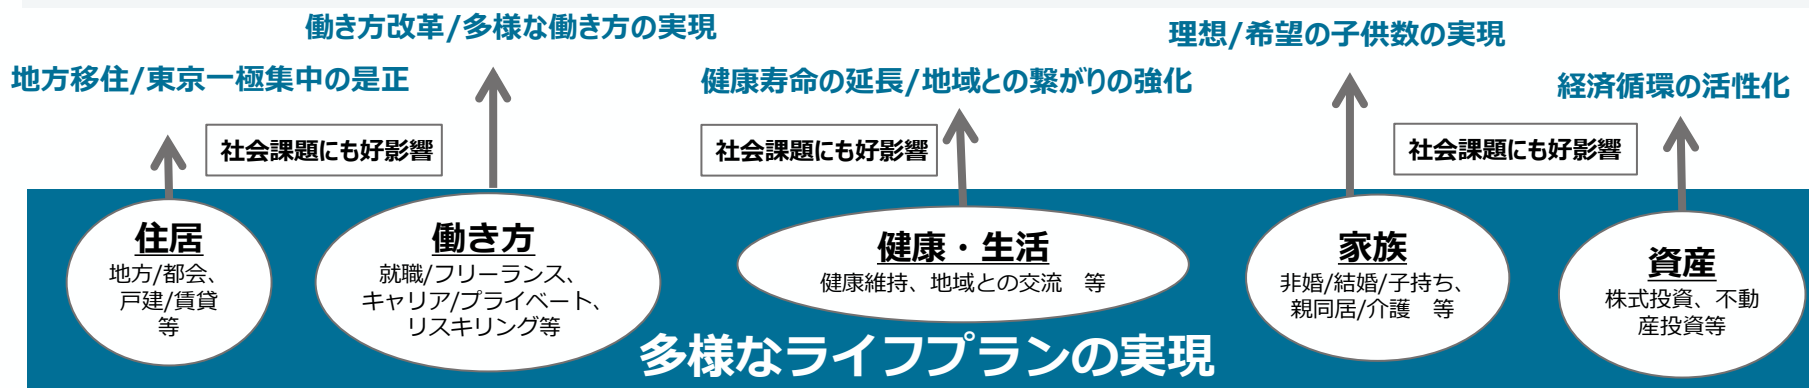 働き方改革/多様な働き方の実現
理想/希望の子供数の実現
地方移住/東京一極集中の是正
健康寿命の延長/地域との繋がりの強化
経済循環の活性化
社会課題にも好影響
社会課題にも好影響
社会課題にも好影響
住居
地方/都会、
戸建/賃貸
等
働き方
就職/フリーランス、
キャリア/プライベート、
リスキリング等
健康・生活
健康維持、地域との交流　等
家族
非婚/結婚/子持ち、
親同居/介護　等
資産
株式投資、不動
産投資等
多様なライフプランの実現